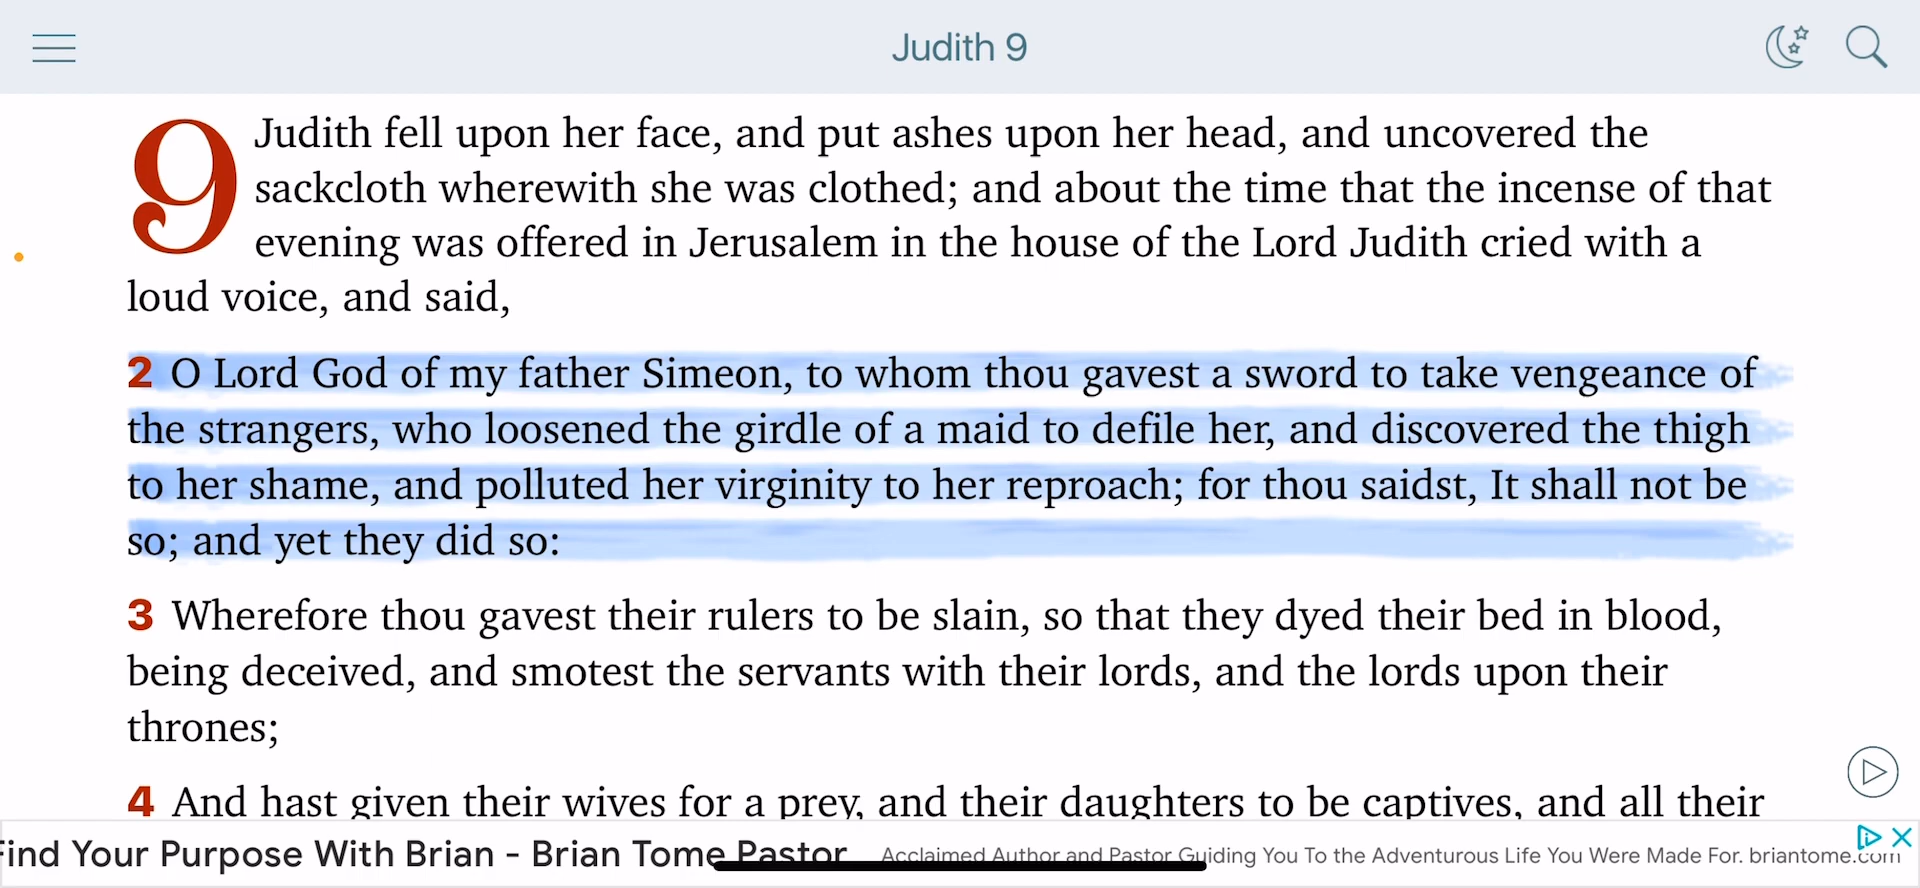 Judith 9
9 Judith fell upon her face, and put ashes upon her head, and uncovered the
sackcloth wherewith she was clothed; and about the time that the incense of that
evening was offered in Jerusalem in the house of the Lord Judith cried with a
loud voice, and said,
2 O Lord God of my father Simeon, to whom thou gavest a sword to take vengeance of
the strangers, who loosened the girdle of a maid to defile her, and discovered the thigh
to her shame, and polluted her virginity to her reproach; for thou saidst, It shall not be
so; and yet they did so:
3 Wherefore thou gavest their rulers to be slain, so that they dyed their bed in blood,
being deceived, and smotest the servants with their lords, and the lords upon their
thrones;
4 And hast given their wives for a prey, and their daughters to be captives, and all their
Find Your Purpose With Brian - Brian Tome Pastor
Acclaimed Author and Pastor Guiding You To the Adventurous Life You Were Made For. briantome.com